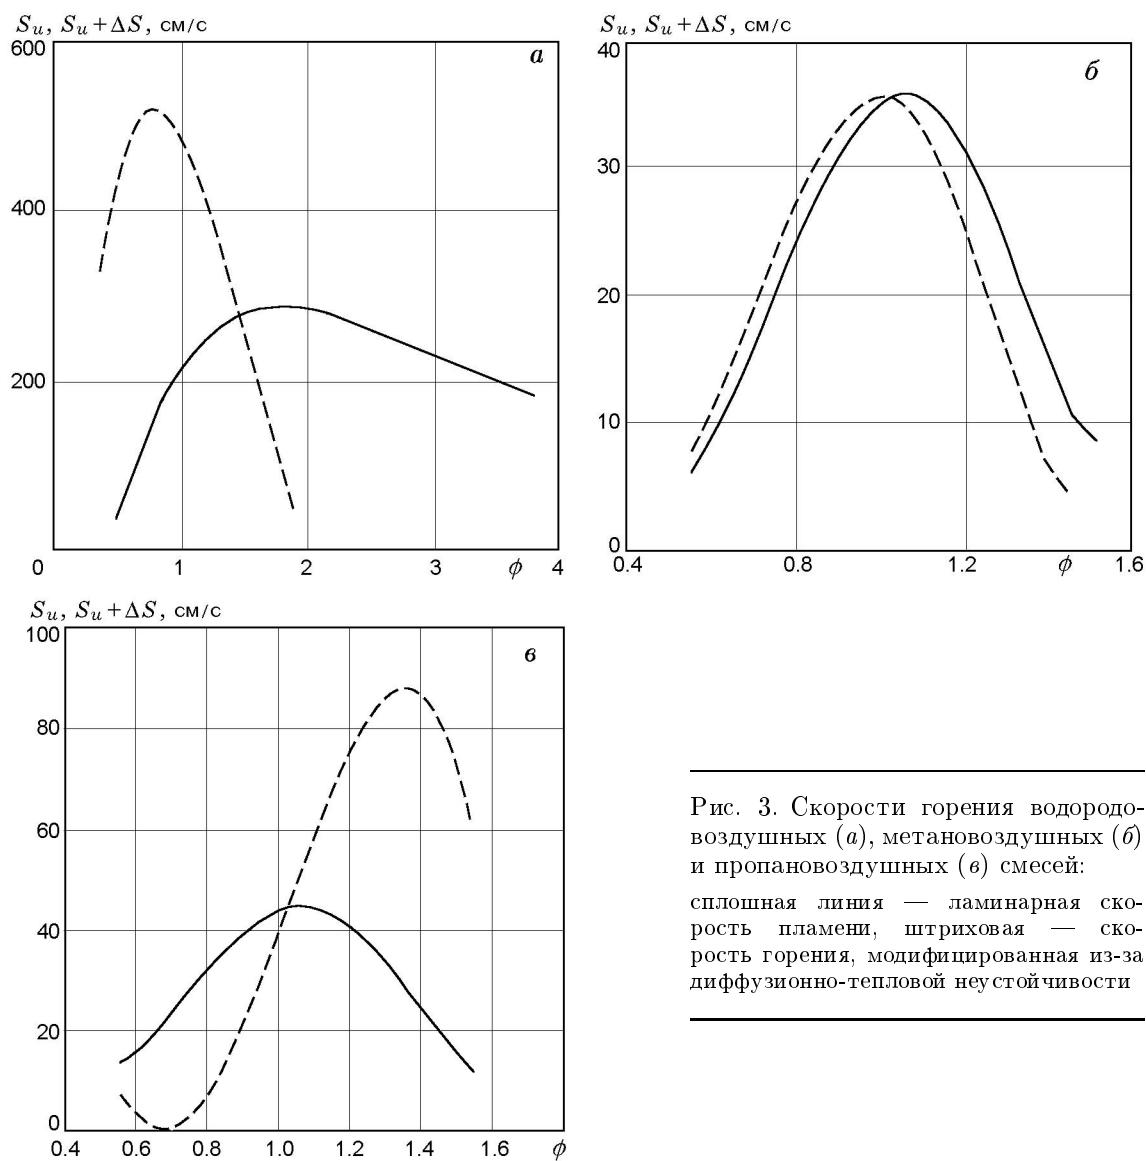 S_u, S_u + ΔS, см/с
а
600
400
200
0 1 2 3 ϕ 4
S_u, S_u + ΔS, см/с
б
40
30
20
10
0
0.4 0.8 1.2 ϕ 1.6
S_u, S_u + ΔS, см/с
в
100
80
60
40
20
0
0.4 0.6 0.8 1.0 1.2 1.4 1.6 ϕ
Рис. 3. Скорости горения водородо-
воздушных (а), метановоздушных (б)
и пропановоздушных (в) смесей:
сплошная линия — ламинарная ско-
рость пламени, штриховая — ско-
рость горения, модифицированная из-за
диффузионно-тепловой неустойчивости